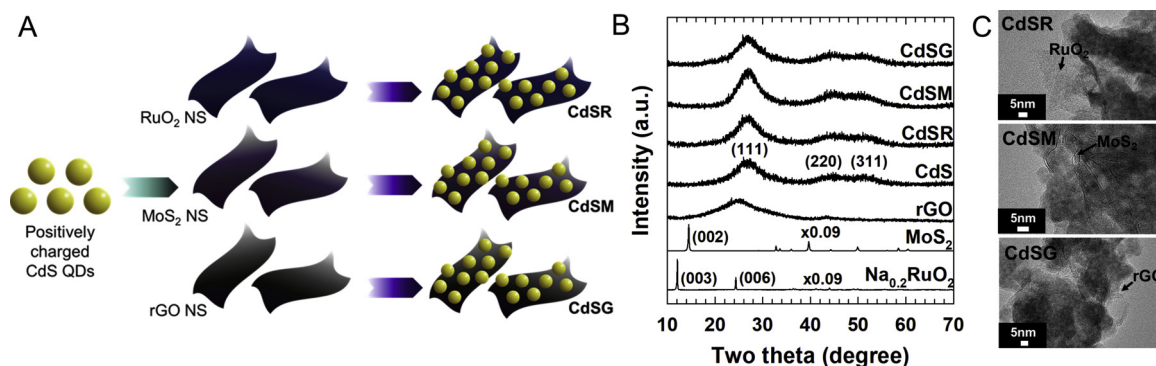 A
RuO₂ NS
CdSR
MoS₂ NS
CdSM
Positively
charged
CdS QDs
rGO NS
CdSG
B
Intensity (a.u.)
CdSG
CdSM
CdSR
(111)
(220) (311)
CdS
rGO
(002)
x0.09
MoS₂
(003)
(006)
x0.09
Na₀.₂RuO₂
10 20 30 40 50 60 70
Two theta (degree)
C
CdSR
RuO₂
5nm
CdSM
MoS₂
5nm
CdSG
rGO
5nm